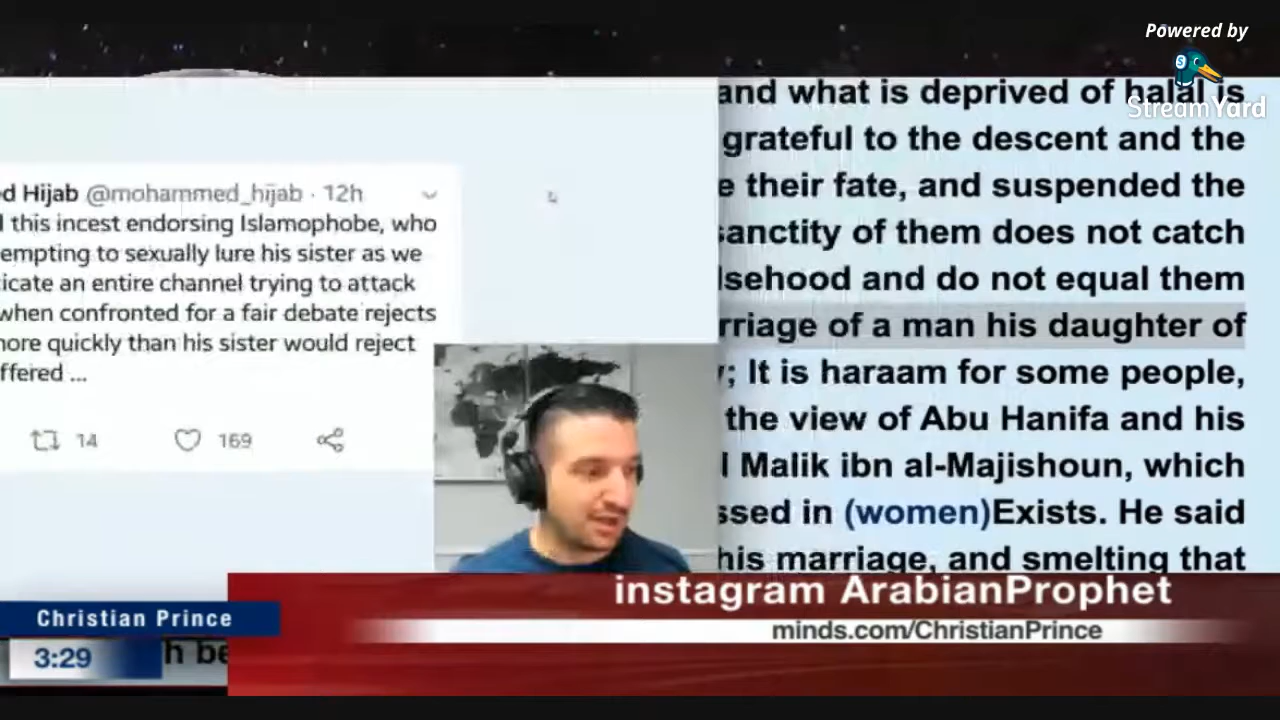 Powered by
StreamYard
d Hijab @mohammed_hijab · 12h
this incest endorsing Islamophobe, who
empting to sexually lure his sister as we
icate an entire channel trying to attack
when confronted for a fair debate rejects
more quickly than his sister would reject
ffered ...
14
169
and what is deprived of halal is
grateful to the descent and the
e their fate, and suspended the
sanctity of them does not catch
lsehood and do not equal them
rriage of a man his daughter of
; It is haraam for some people,
the view of Abu Hanifa and his
Malik ibn al-Majishoun, which
ssed in (women)Exists. He said
his marriage, and smelting that
instagram ArabianProphet
minds.com/ChristianPrince
Christian Prince
3:29
h be